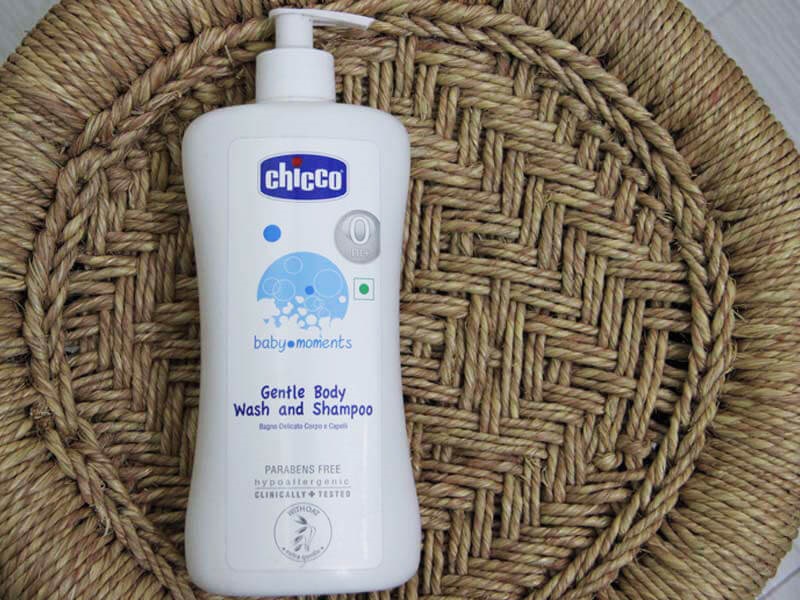 chicco
0
baby moments
Gentle Body
Wash and Shampoo
Bagno Delicato Corpo e Capelli
PARABENS FREE
hypoallergenic
CLINICALLY TESTED
WITH OAT